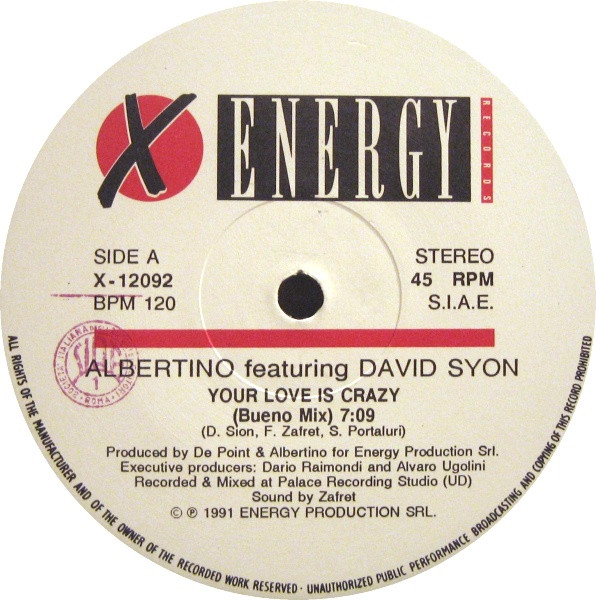 X ENERGY
RECORDS
SIDE A
X-12092
BPM 120
STEREO
45 RPM
S.I.A.E.
ALBERTINO featuring DAVID SYON
YOUR LOVE IS CRAZY
(Bueno Mix) 7:09
(D. Sion, F. Zafret, S. Portaluri)
Produced by De Point & Albertino for Energy Production Srl.
Executive producers: Dario Raimondi and Alvaro Ugolini
Recorded & Mixed at Palace Recording Studio (UD)
Sound by Zafret
© ℗ 1991 ENERGY PRODUCTION SRL.
ALL RIGHTS OF THE MANUFACTURER AND OF THE OWNER OF THE RECORDED WORK RESERVED · UNAUTHORIZED PUBLIC PERFORMANCE BROADCASTING AND COPYING OF THIS RECORD PROHIBITED